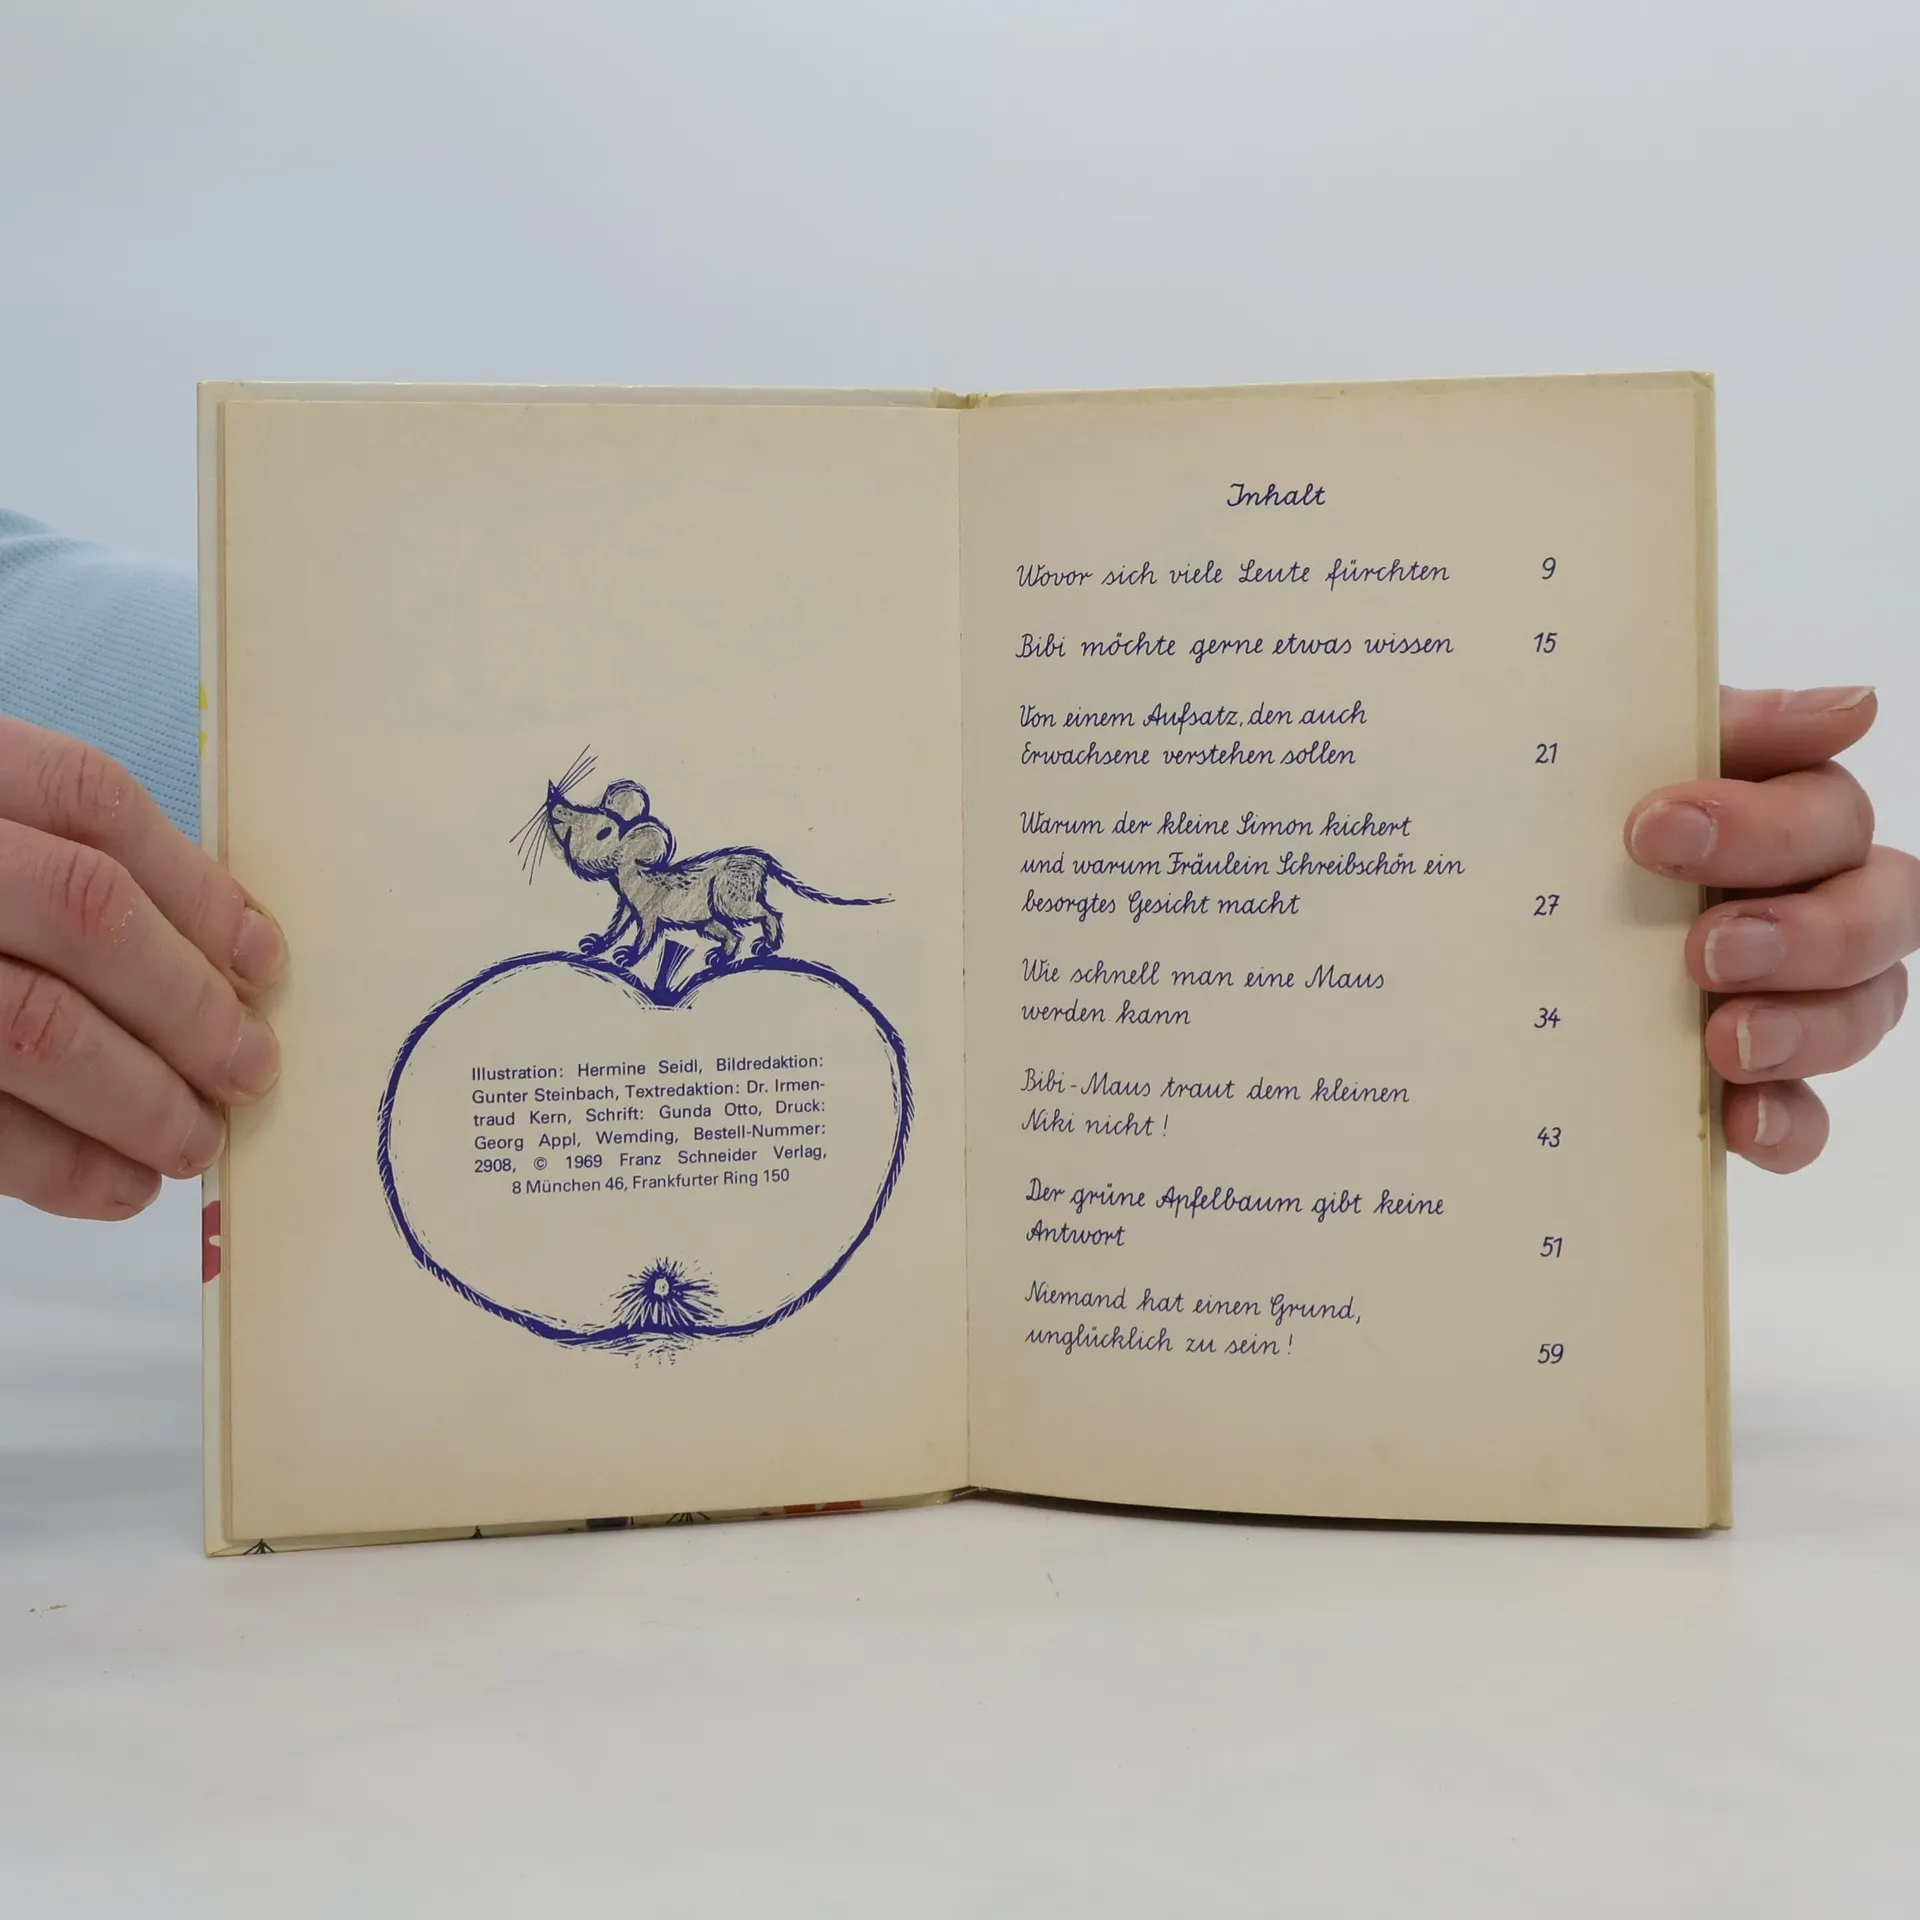 Illustration: Hermine Seidl, Bildredaktion:
Gunter Steinbach, Textredaktion: Dr. Irmen-
traud Kern, Schrift: Gunda Otto, Druck:
Georg Appl, Wemding, Bestell-Nummer:
2908, © 1969 Franz Schneider Verlag,
8 München 46, Frankfurter Ring 150
Inhalt
Wovor sich viele Leute fürchten 9
Bibi möchte gerne etwas wissen 15
Von einem Aufsatz, den auch
Erwachsene verstehen sollen 21
Warum der kleine Simon kichert
und warum Fräulein Schreibschön ein
besorgtes Gesicht macht 27
Wie schnell man eine Maus
werden kann 34
Bibi-Maus traut dem kleinen
Niki nicht! 43
Der grüne Apfelbaum gibt keine
Antwort 51
Niemand hat einen Grund,
unglücklich zu sein! 59